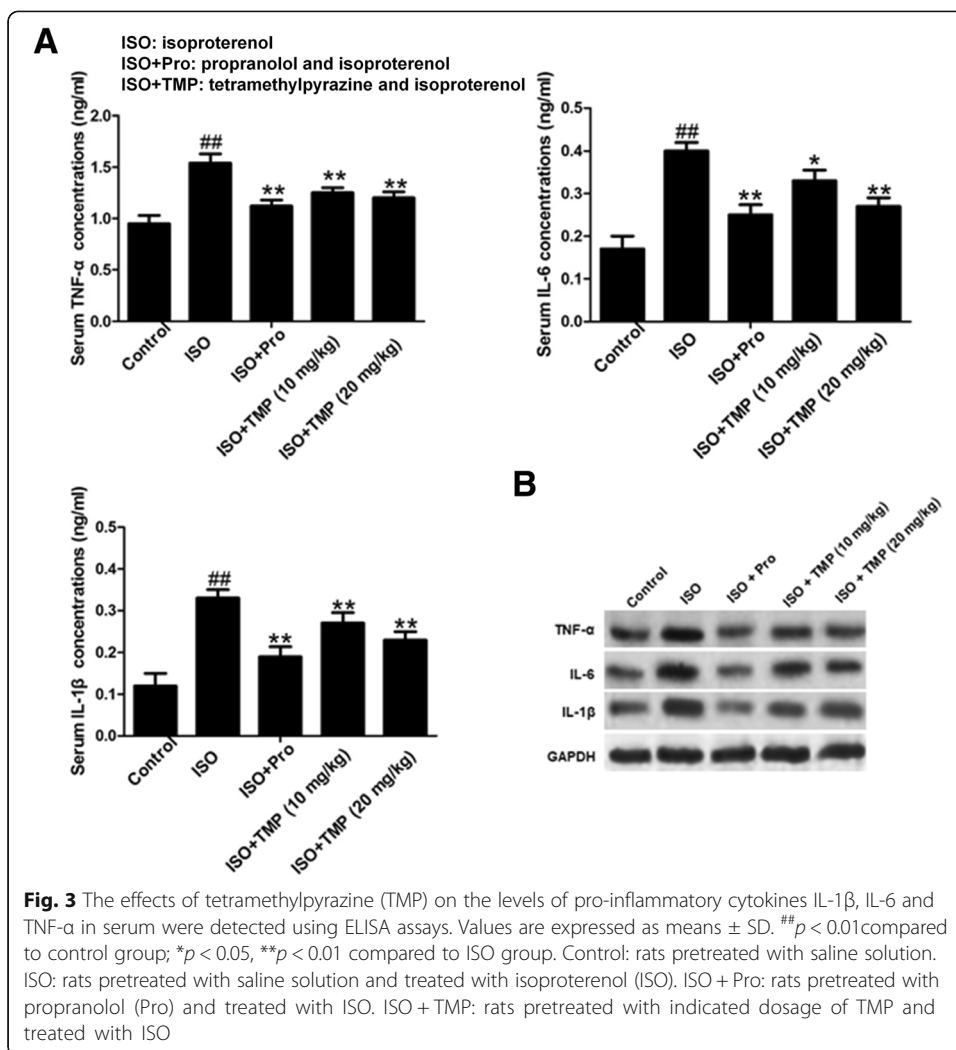 A
ISO: isoproterenol
ISO+Pro: propranolol and isoproterenol
ISO+TMP: tetramethylpyrazine and isoproterenol
Serum TNF-α concentrations (ng/ml)
2.0
1.5
1.0
0.5
0.0
##
**
**
**
Control
ISO
ISO+Pro
ISO+TMP (10 mg/kg)
ISO+TMP (20 mg/kg)
Serum IL-6 concentrations (ng/ml)
0.5
0.4
0.3
0.2
0.1
0.0
##
**
*
**
Control
ISO
ISO+Pro
ISO+TMP (10 mg/kg)
ISO+TMP (20 mg/kg)
Serum IL-1β concentrations (ng/ml)
0.5
0.4
0.3
0.2
0.1
0.0
##
**
**
**
Control
ISO
ISO+Pro
ISO+TMP (10 mg/kg)
ISO+TMP (20 mg/kg)
B
Control
ISO
ISO + Pro
ISO + TMP (10 mg/kg)
ISO + TMP (20 mg/kg)
TNF-α
IL-6
IL-1β
GAPDH
Fig. 3 The effects of tetramethylpyrazine (TMP) on the levels of pro-inflammatory cytokines IL-1β, IL-6 and
TNF-α in serum were detected using ELISA assays. Values are expressed as means ± SD. ##p < 0.01compared
to control group; *p < 0.05, **p < 0.01 compared to ISO group. Control: rats pretreated with saline solution.
ISO: rats pretreated with saline solution and treated with isoproterenol (ISO). ISO + Pro: rats pretreated with
propranolol (Pro) and treated with ISO. ISO + TMP: rats pretreated with indicated dosage of TMP and
treated with ISO